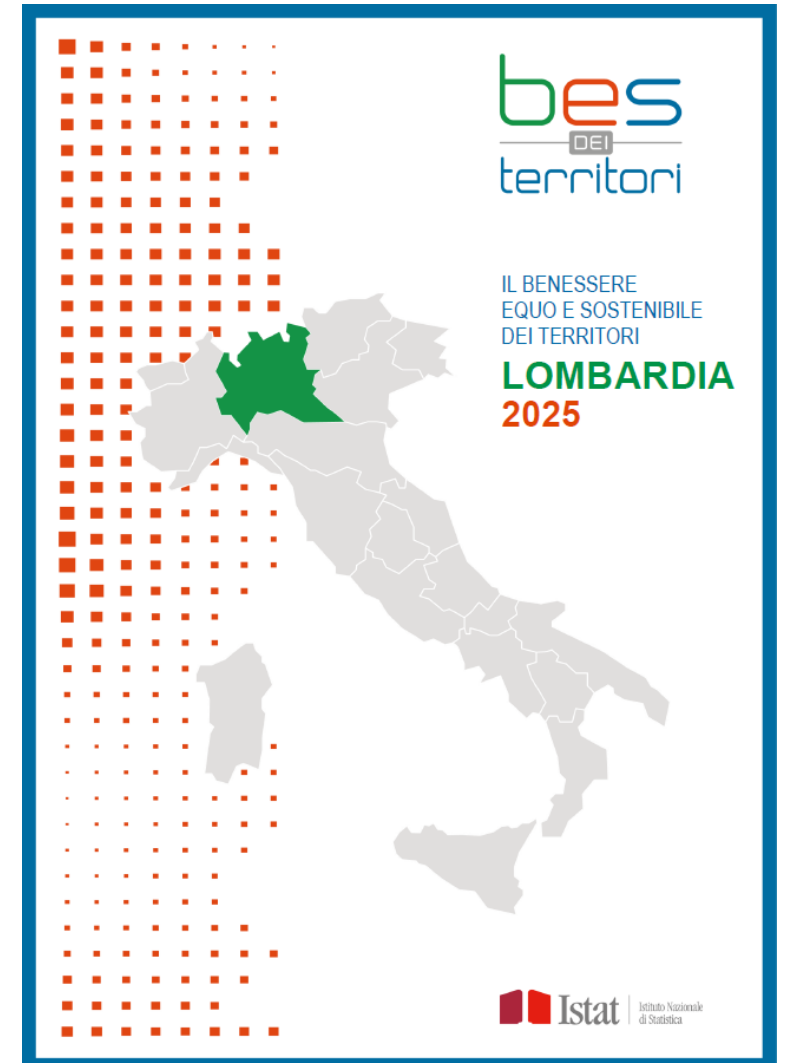 bes
DEI
territori
IL BENESSERE
EQUO E SOSTENIBILE
DEI TERRITORI
LOMBARDIA
2025
Istat
Istituto Nazionale
di Statistica